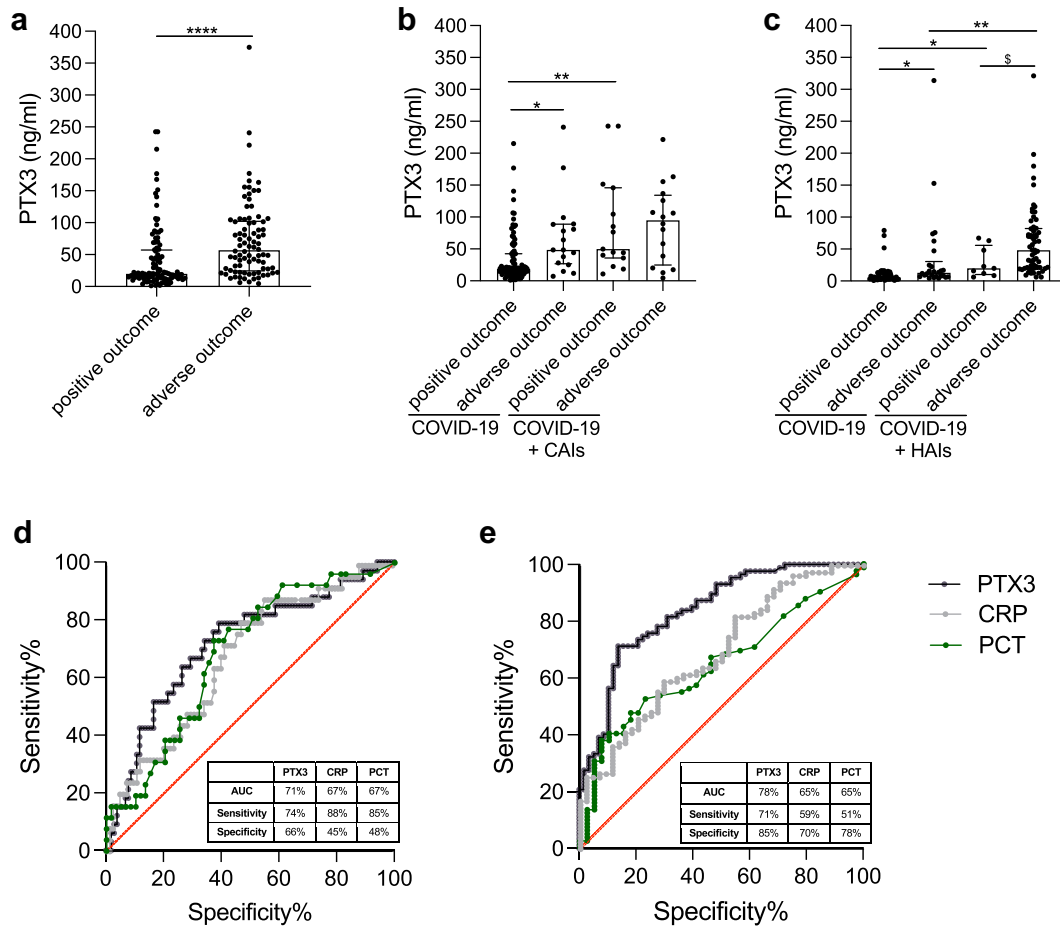 a
PTX3 (ng/ml)
400
350
300
250
200
150
100
50
0
****
positive outcome
adverse outcome
b
PTX3 (ng/ml)
400
350
300
250
200
150
100
50
0
**
*
positive outcome
adverse outcome
positive outcome
adverse outcome
COVID-19
COVID-19
+ CAIs
c
PTX3 (ng/ml)
400
350
300
250
200
150
100
50
0
**
*
*
$
positive outcome
adverse outcome
positive outcome
adverse outcome
COVID-19
COVID-19
+ HAIs
d
Sensitivity%
100
80
60
40
20
0
0 20 40 60 80 100
Specificity%
PTX3 CRP PCT
AUC 71% 67% 67%
Sensitivity 74% 88% 85%
Specificity 66% 45% 48%
e
Sensitivity%
100
80
60
40
20
0
0 20 40 60 80 100
Specificity%
PTX3 CRP PCT
AUC 78% 65% 65%
Sensitivity 71% 59% 51%
Specificity 85% 70% 78%
PTX3
CRP
PCT